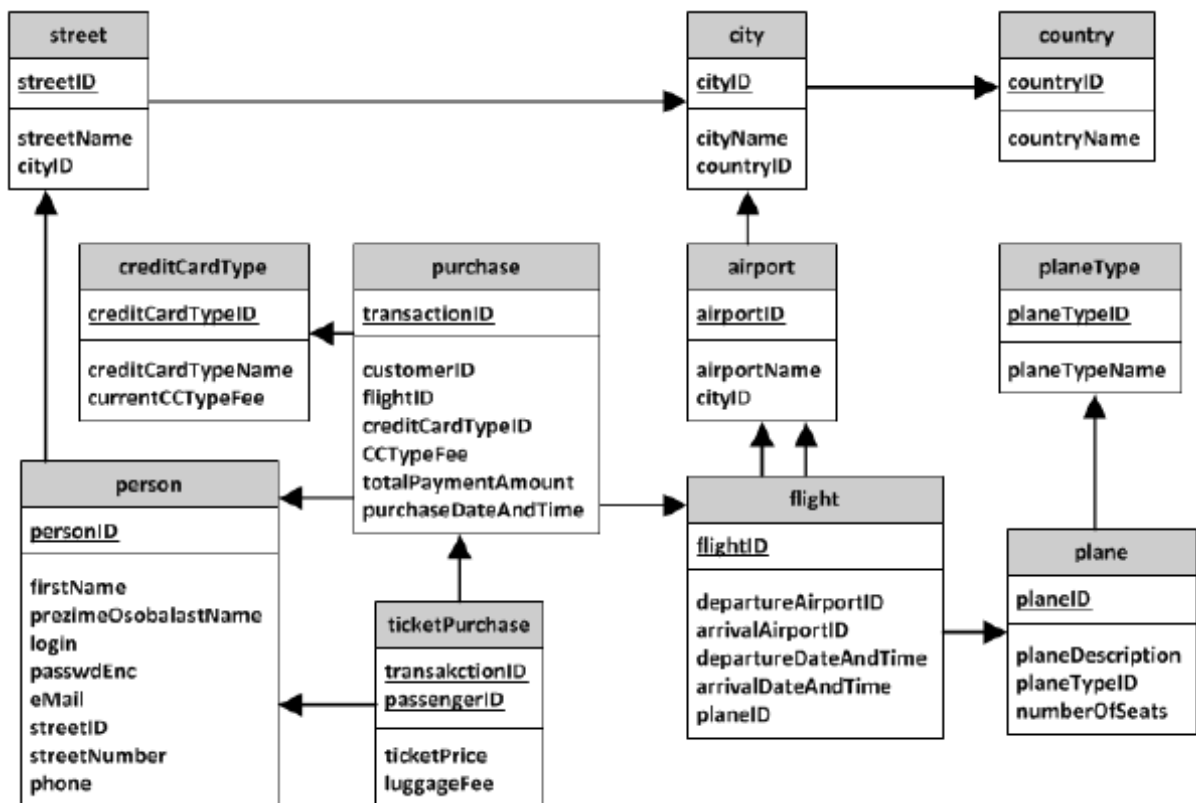 street
streetID
streetName
cityID
city
cityID
cityName
countryID
country
countryID
countryName
creditCardType
creditCardTypeID
creditCardTypeName
currentCCTypeFee
purchase
transactionID
customerID
flightID
creditCardTypeID
CCTypeFee
totalPaymentAmount
purchaseDateAndTime
airport
airportID
airportName
cityID
planeType
planeTypeID
planeTypeName
person
personID
firstName
prezimeOsobalastName
login
passwdEnc
eMail
streetID
streetNumber
phone
ticketPurchase
transakctionID
passengerID
ticketPrice
luggageFee
flight
flightID
departureAirportID
arrivalAirportID
departureDateAndTime
arrivalDateAndTime
planeID
plane
planeID
planeDescription
planeTypeID
numberOfSeats